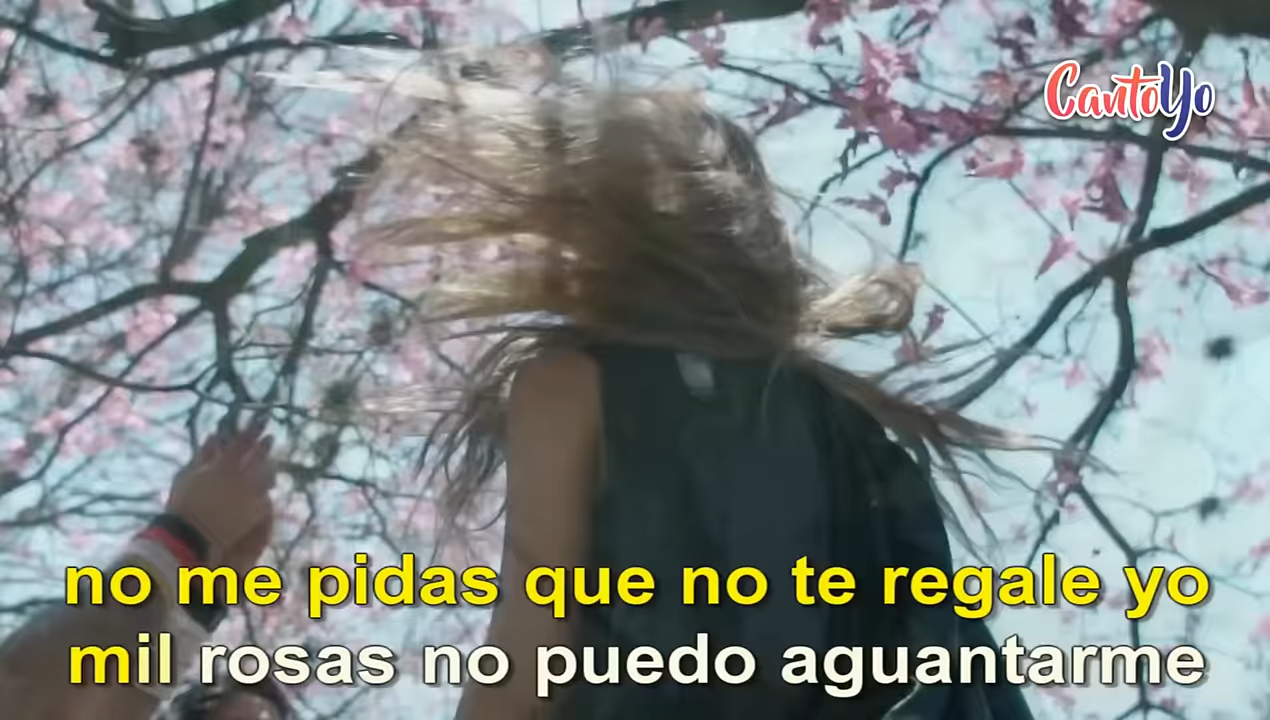 CantoYo
no me pidas que no te regale yo
mil rosas no puedo aguantarme